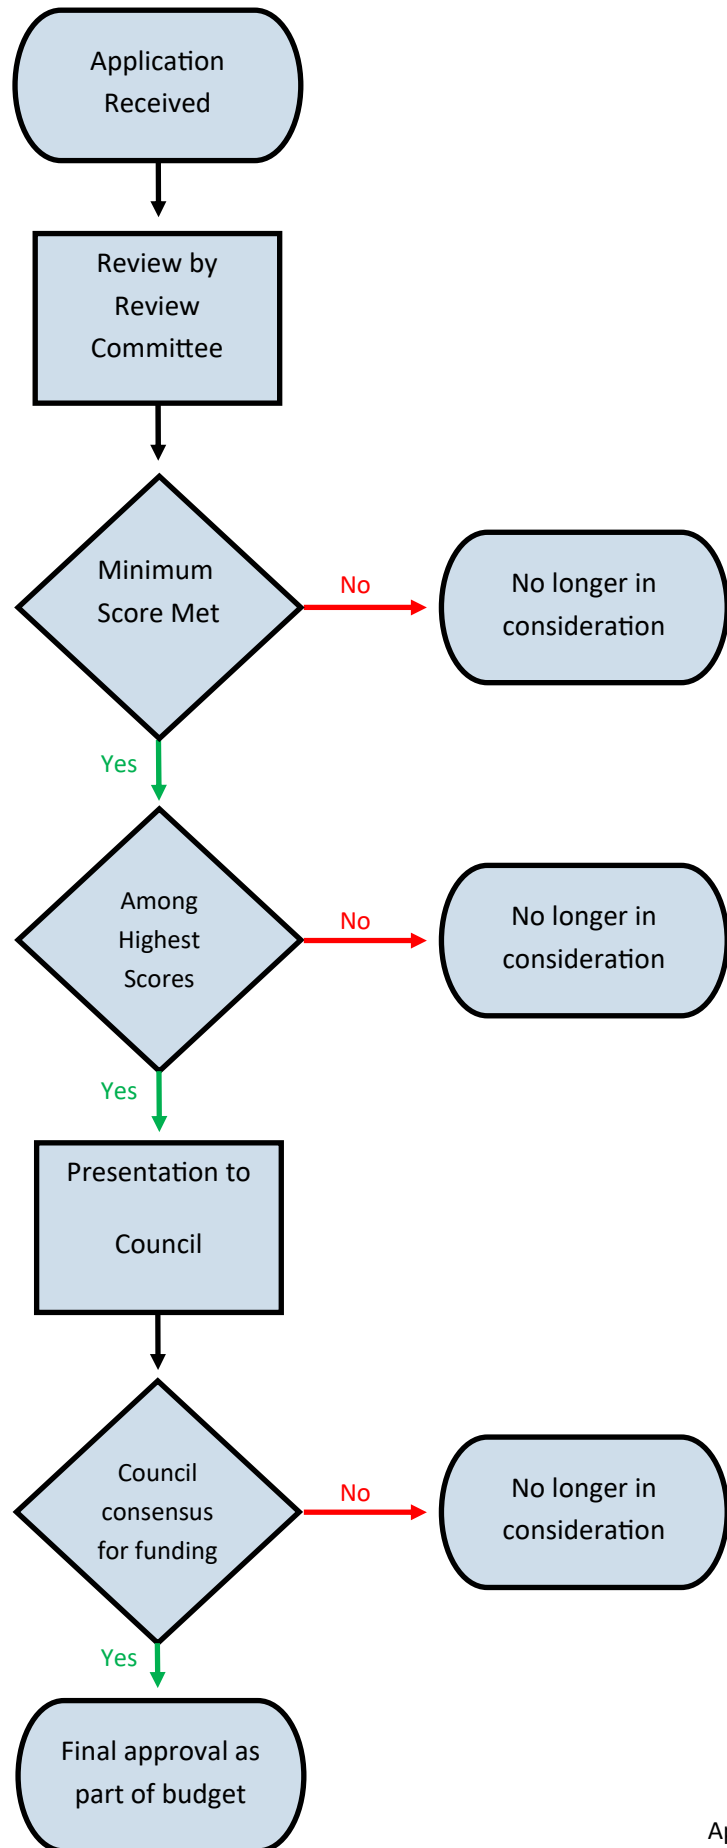 Application
Received
Review by
Review
Committee
Minimum
Score Met
No
No longer in
consideration
Yes
Among
Highest
Scores
No
No longer in
consideration
Yes
Presentation to
Council
Council
consensus
for funding
No
No longer in
consideration
Yes
Final approval as
part of budget